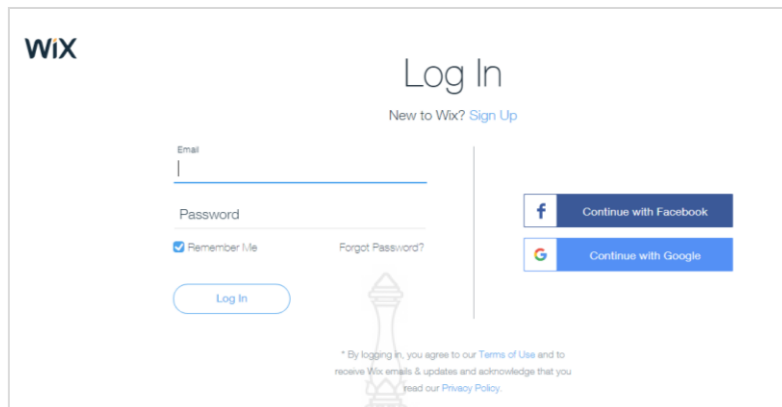 WiX
Log In
New to Wix? Sign Up
Email
Password
Remember Me
Forgot Password?
Log In
f Continue with Facebook
G Continue with Google
* By logging in, you agree to our Terms of Use and to
receive Wix emails & updates and acknowledge that you
read our Privacy Policy.